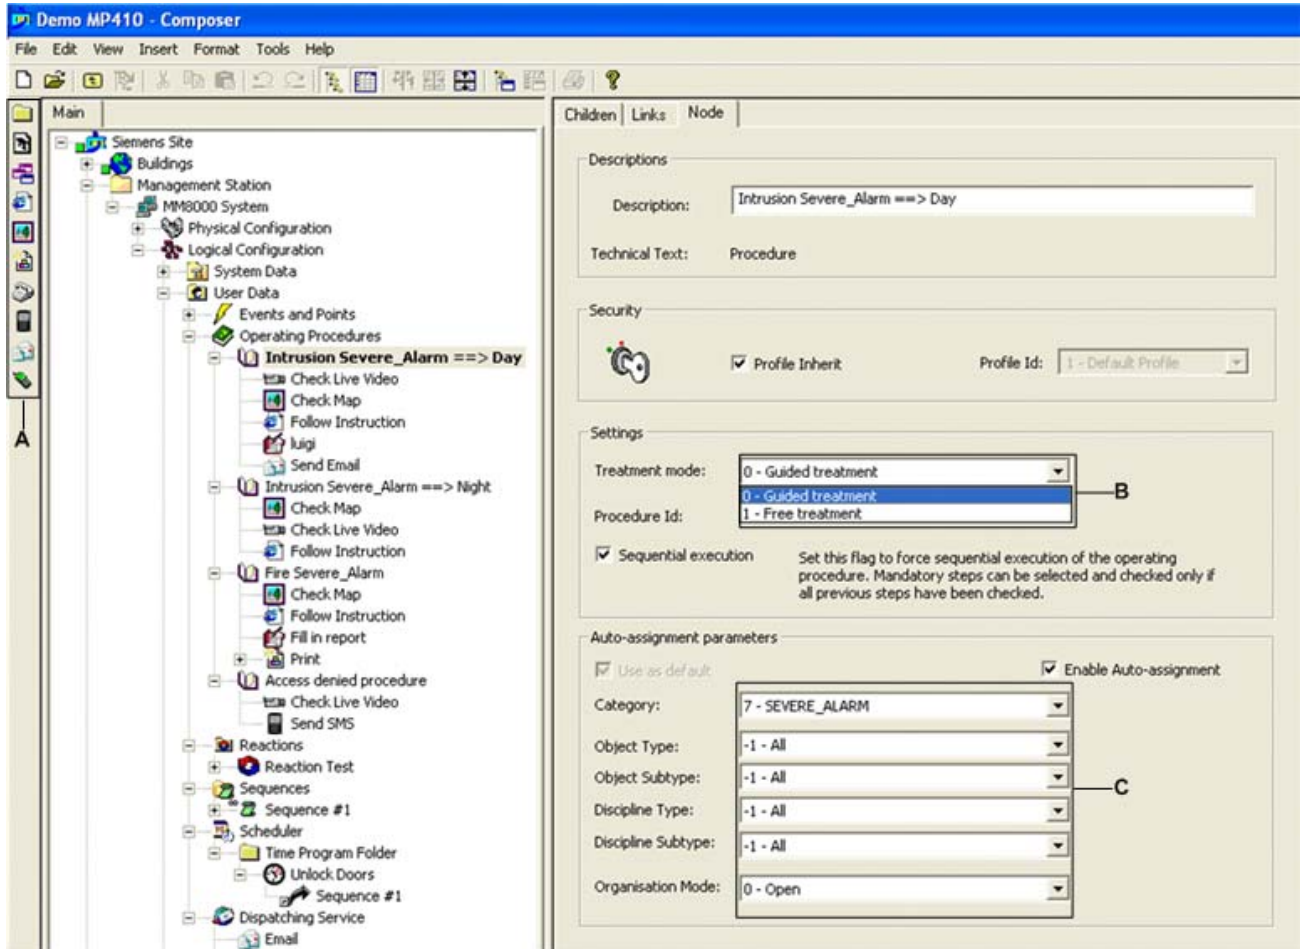 Demo MP410 - Composer
File Edit View Insert Format Tools Help
Main
Siemens Site
Buildings
Management Station
MM8000 System
Physical Configuration
Logical Configuration
System Data
User Data
Events and Points
Operating Procedures
Intrusion Severe_Alarm ==> Day
Check Live Video
Check Map
Follow Instruction
luigi
Send Email
Intrusion Severe_Alarm ==> Night
Check Map
Check Live Video
Follow Instruction
Fire Severe_Alarm
Check Map
Follow Instruction
Fill in report
Print
Access denied procedure
Check Live Video
Send SMS
Reactions
Reaction Test
Sequences
Sequence #1
Scheduler
Time Program Folder
Unlock Doors
Sequence #1
Dispatching Service
Email
A
Children Links Node
Descriptions
Description: Intrusion Severe_Alarm ==> Day
Technical Text: Procedure
Security
Profile Inherit Profile Id: 1 - Default Profile
Settings
Treatment mode: 0 - Guided treatment
0 - Guided treatment
B
Procedure Id: 1 - Free treatment
Sequential execution
Set this flag to force sequential execution of the operating
procedure. Mandatory steps can be selected and checked only if
all previous steps have been checked.
Auto-assignment parameters
Use as default Enable Auto-assignment
Category: 7 - SEVERE_ALARM
Object Type: -1 - All
Object Subtype: -1 - All
C
Discipline Type: -1 - All
Discipline Subtype: -1 - All
Organisation Mode: 0 - Open